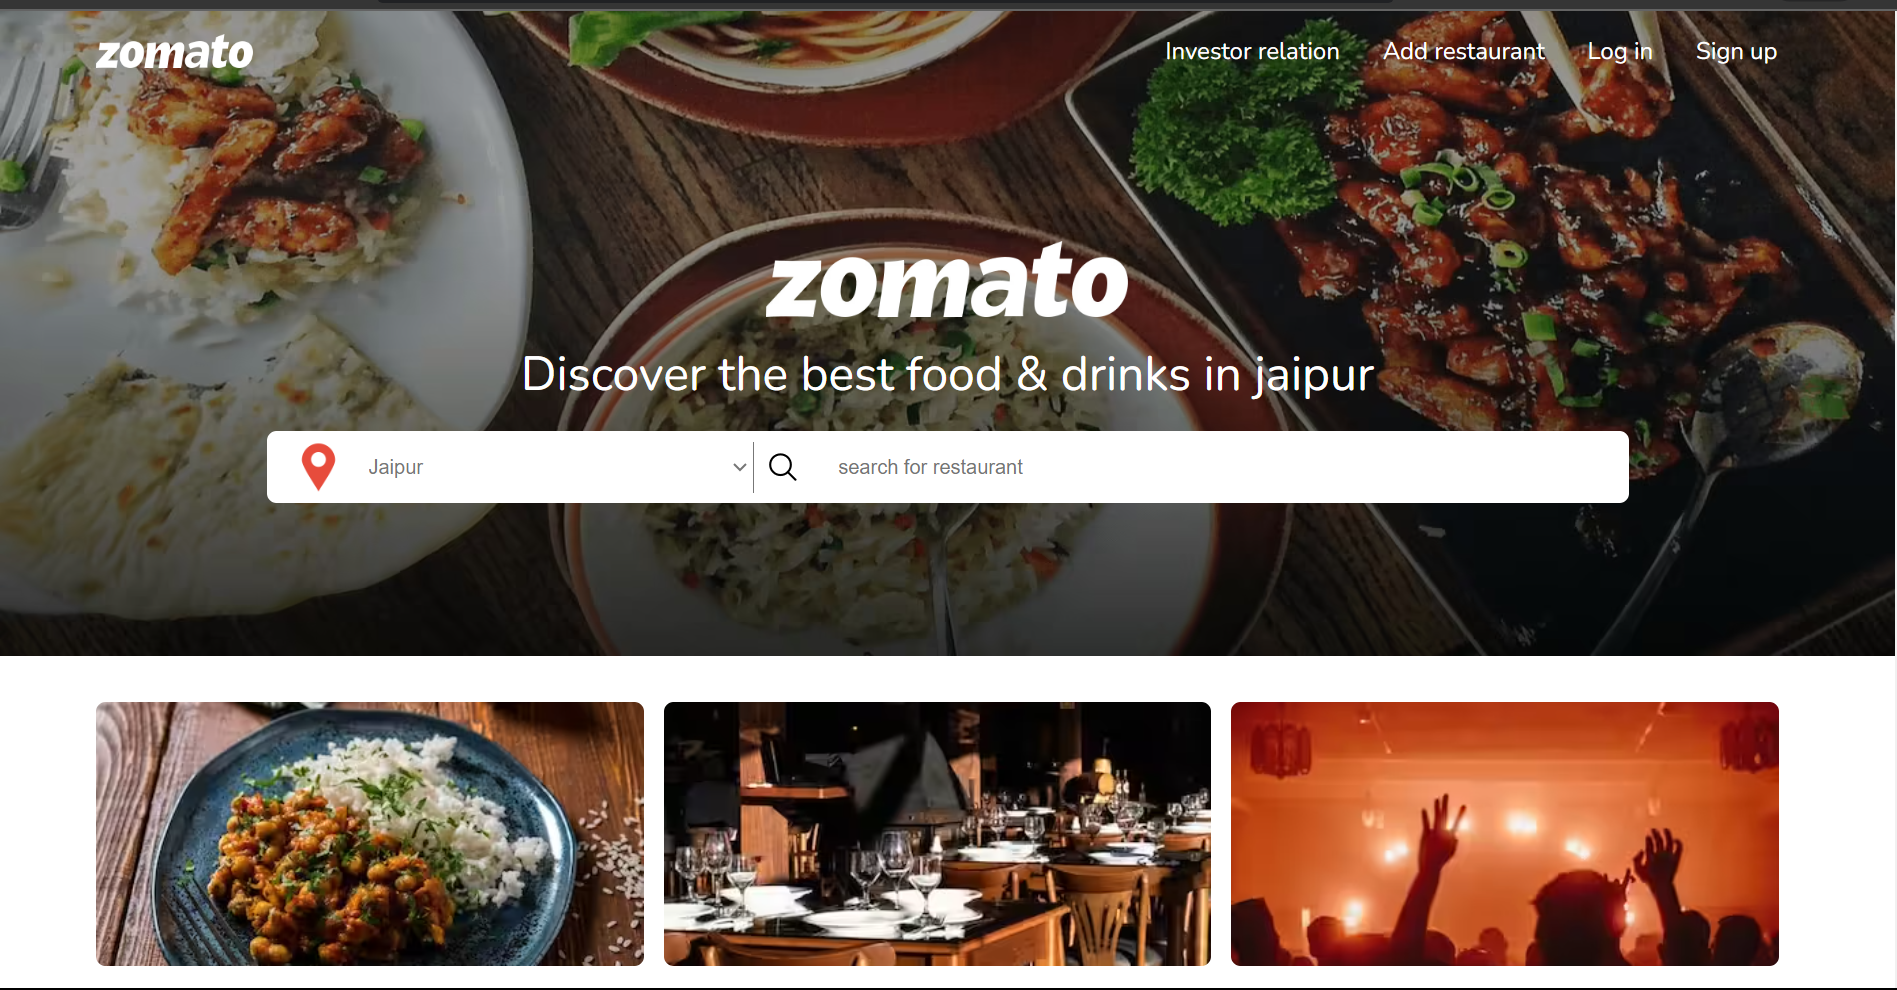 zomato
Investor relation Add restaurant Log in Sign up
zomato
Discover the best food & drinks in jaipur
Jaipur search for restaurant